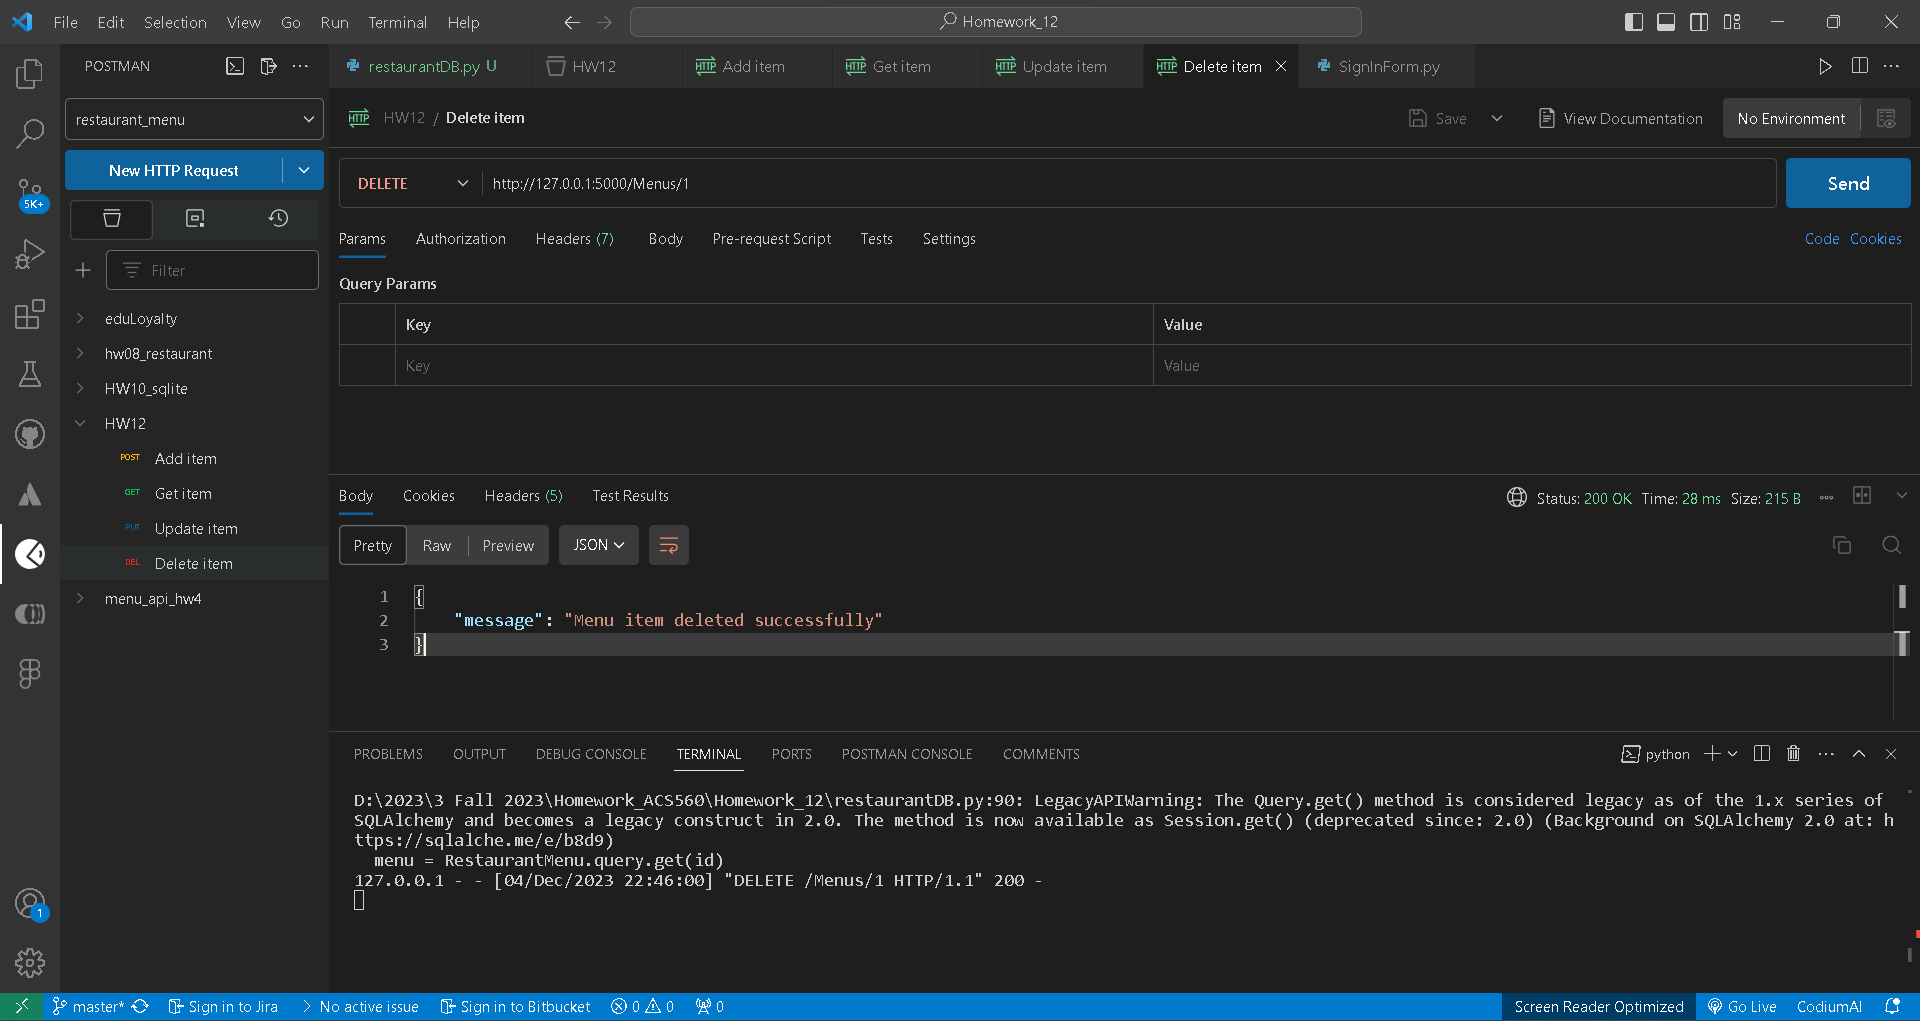 File Edit Selection View Go Run Terminal Help
Homework_12
POSTMAN
restaurantDB.py U
HW12
HTTP Add item
HTTP Get item
HTTP Update item
HTTP Delete item
SignInForm.py
restaurant_menu
HTTP HW12 / Delete item
Save
View Documentation
No Environment
New HTTP Request
DELETE
http://127.0.0.1:5000/Menus/1
Send
5K+
Params Authorization Headers (7) Body Pre-request Script Tests Settings
Code Cookies
Filter
Query Params
Key Value
Key Value
eduLoyalty
hw08_restaurant
HW10_sqlite
HW12
POST Add item
GET Get item
PUT Update item
DEL Delete item
menu_api_hw4
Body Cookies Headers (5) Test Results
Status: 200 OK Time: 28 ms Size: 215 B
Pretty Raw Preview JSON
1 {
2 "message": "Menu item deleted successfully"
3 }
PROBLEMS OUTPUT DEBUG CONSOLE TERMINAL PORTS POSTMAN CONSOLE COMMENTS
python
D:\2023\3 Fall 2023\Homework_ACS560\Homework_12\restaurantDB.py:90: LegacyAPIWarning: The Query.get() method is considered legacy as of the 1.x series of
SQLAlchemy and becomes a legacy construct in 2.0. The method is now available as Session.get() (deprecated since: 2.0) (Background on SQLAlchemy 2.0 at: h
ttps://sqlalche.me/e/b8d9)
menu = RestaurantMenu.query.get(id)
127.0.0.1 - - [04/Dec/2023 22:46:00] "DELETE /Menus/1 HTTP/1.1" 200 -
1
master* Sign in to Jira No active issue Sign in to Bitbucket 0 0 0
Screen Reader Optimized Go Live CodiumAI